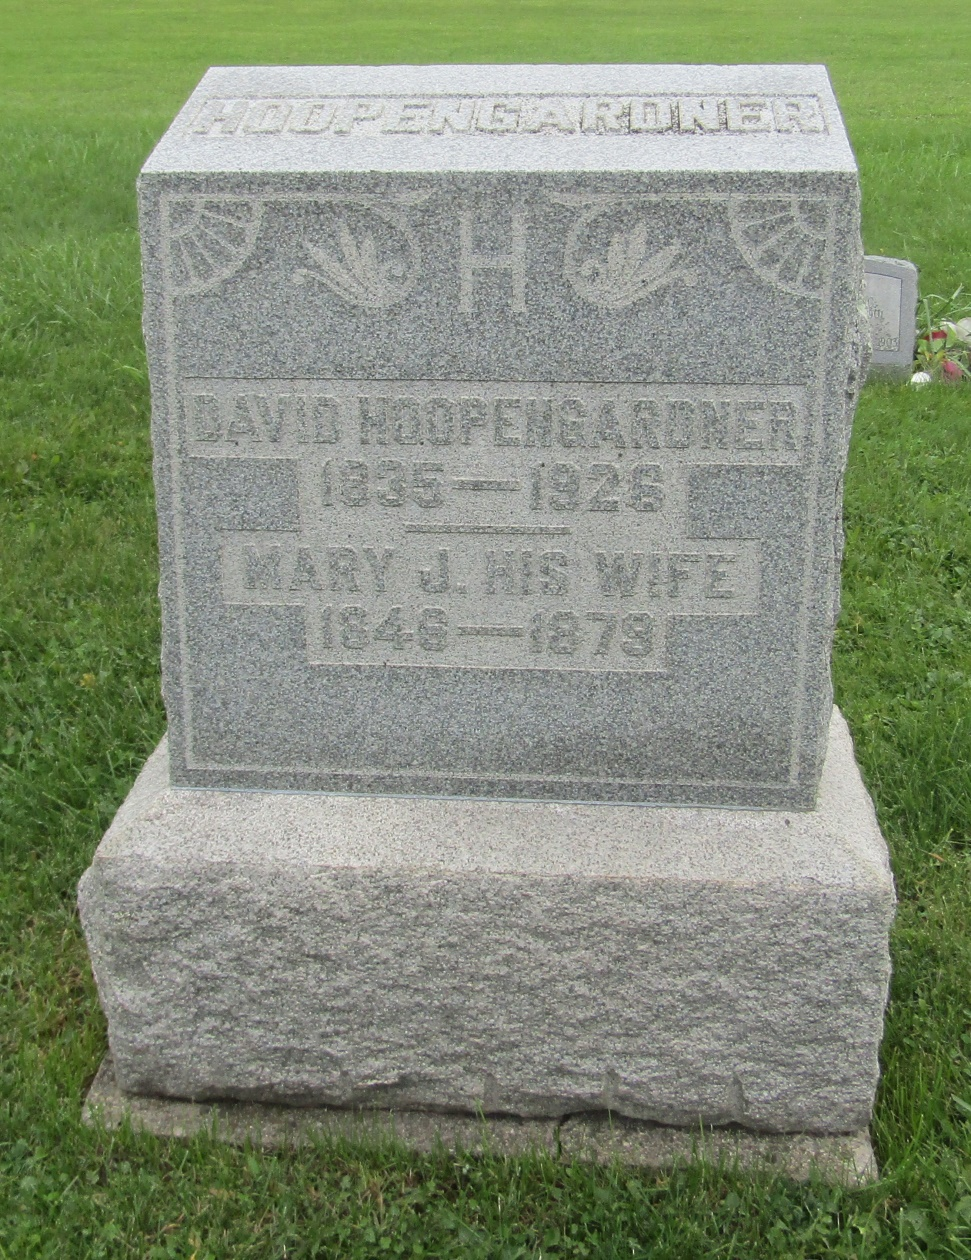 HOOPENGARDNER
H
DAVID HOOPENGARDNER
1835—1926
MARY J. HIS WIFE
1846—1879